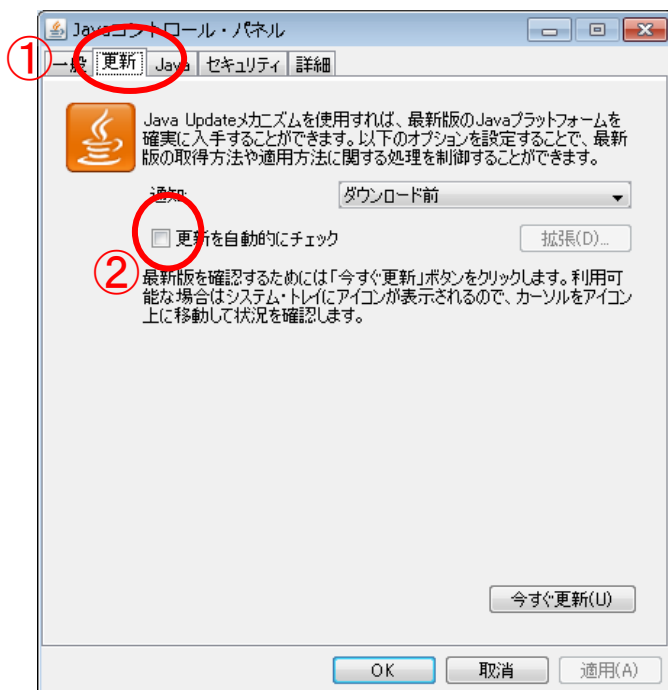 Javaコントロール・パネル
①
一般 更新 Java セキュリティ 詳細
Java Updateメカニズムを使用すれば、最新版のJavaプラットフォームを
確実に入手することができます。以下のオプションを設定することで、最新
版の取得方法や適用方法に関する処理を制御することができます。
通知: ダウンロード前
更新を自動的にチェック 拡張(D)...
②
最新版を確認するためには「今すぐ更新」ボタンをクリックします。利用可
能な場合はシステム・トレイにアイコンが表示されるので、カーソルをアイコン
上に移動して状況を確認します。
今すぐ更新(U)
OK 取消 適用(A)